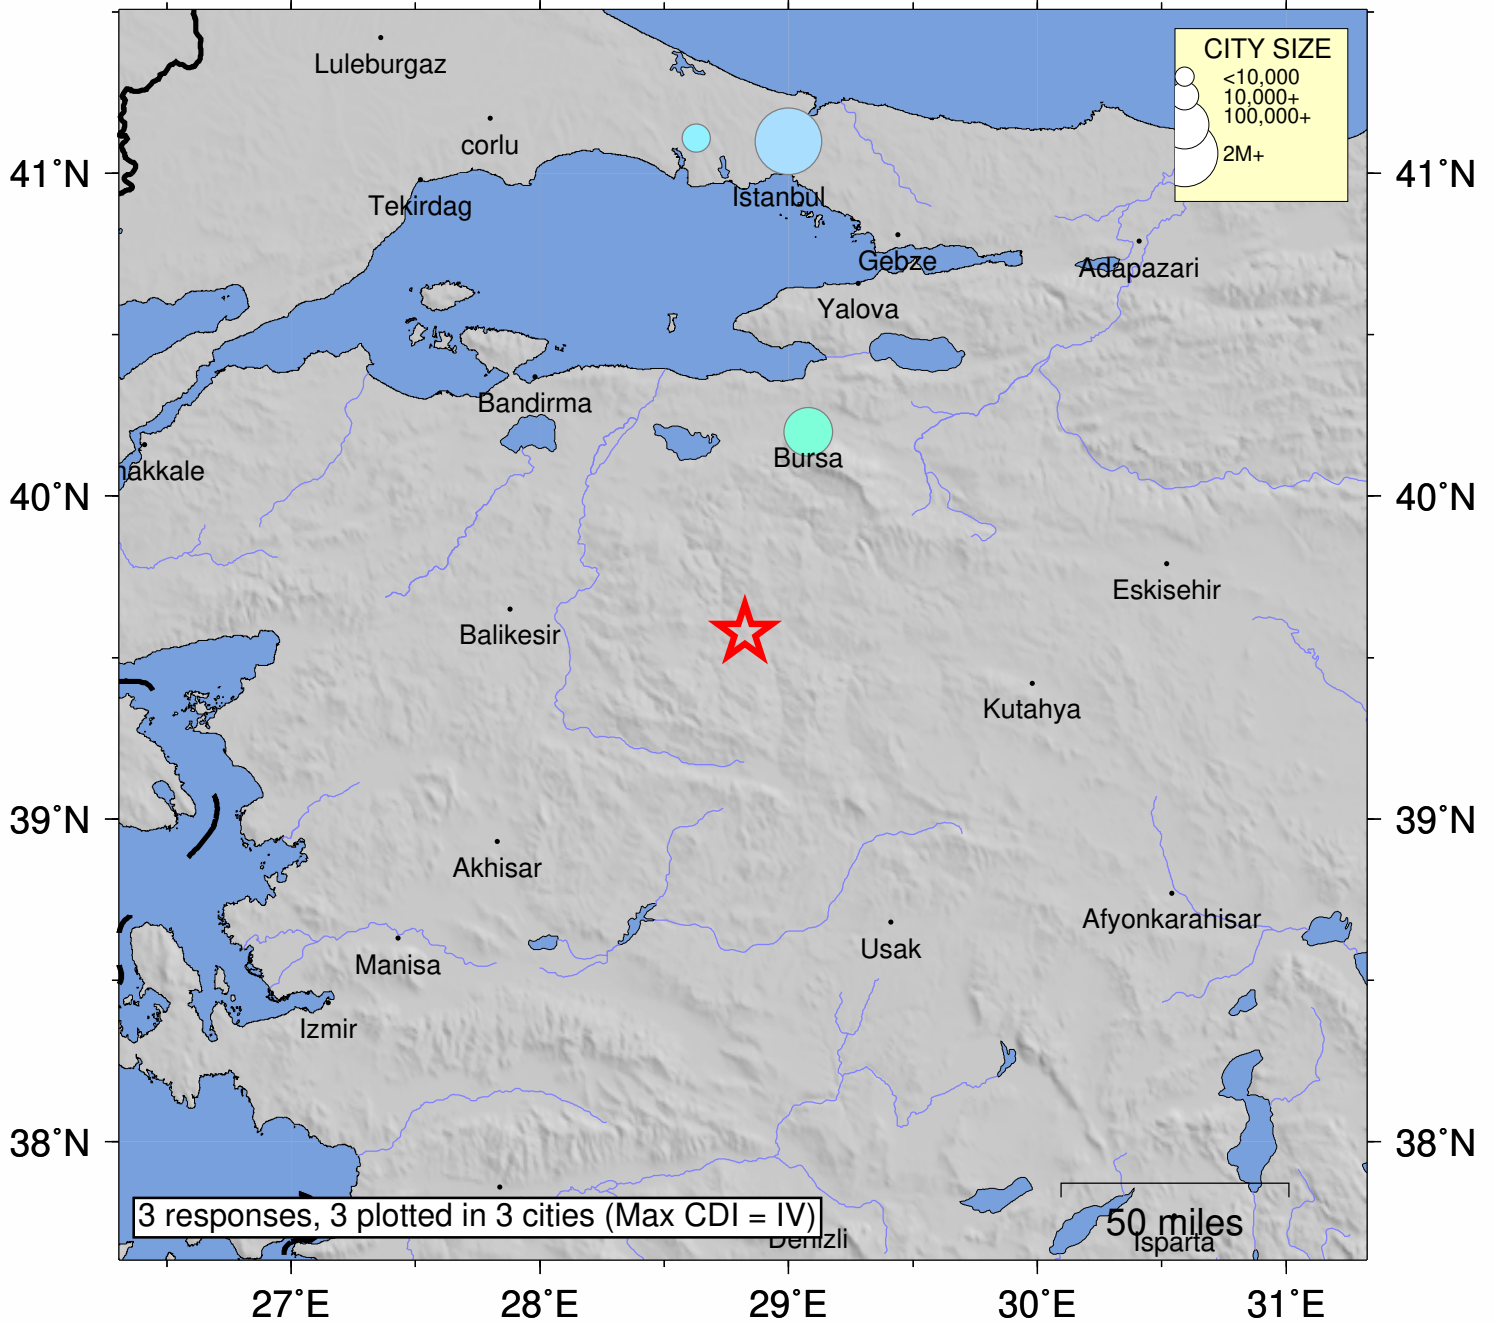 CITY SIZE
<10,000
10,000+
100,000+
2M+
Luleburgaz
corlu
Tekirdag
Istanbul
Gebze
Adapazari
Yalova
Bandirma
nakkale
Bursa
Eskisehir
Balikesir
Kutahya
Akhisar
Afyonkarahisar
Usak
Manisa
Izmir
Denizli
Isparta
50 miles
3 responses, 3 plotted in 3 cities (Max CDI = IV)
41˚N
41˚N
40˚N
40˚N
39˚N
39˚N
38˚N
38˚N
27˚E
28˚E
29˚E
30˚E
31˚E